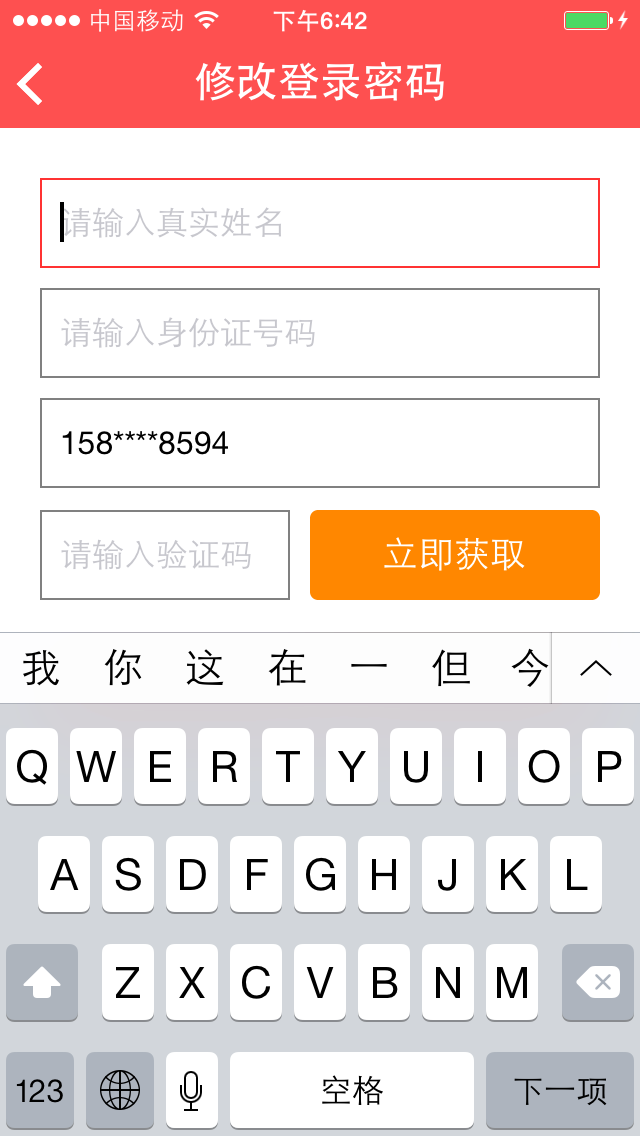 中国移动 下午6:42
修改登录密码
请输入真实姓名
请输入身份证号码
158****8594
请输入验证码 立即获取
我 你 这 在 一 但 今
Q W E R T Y U I O P
A S D F G H J K L
Z X C V B N M
123 空格 下一项